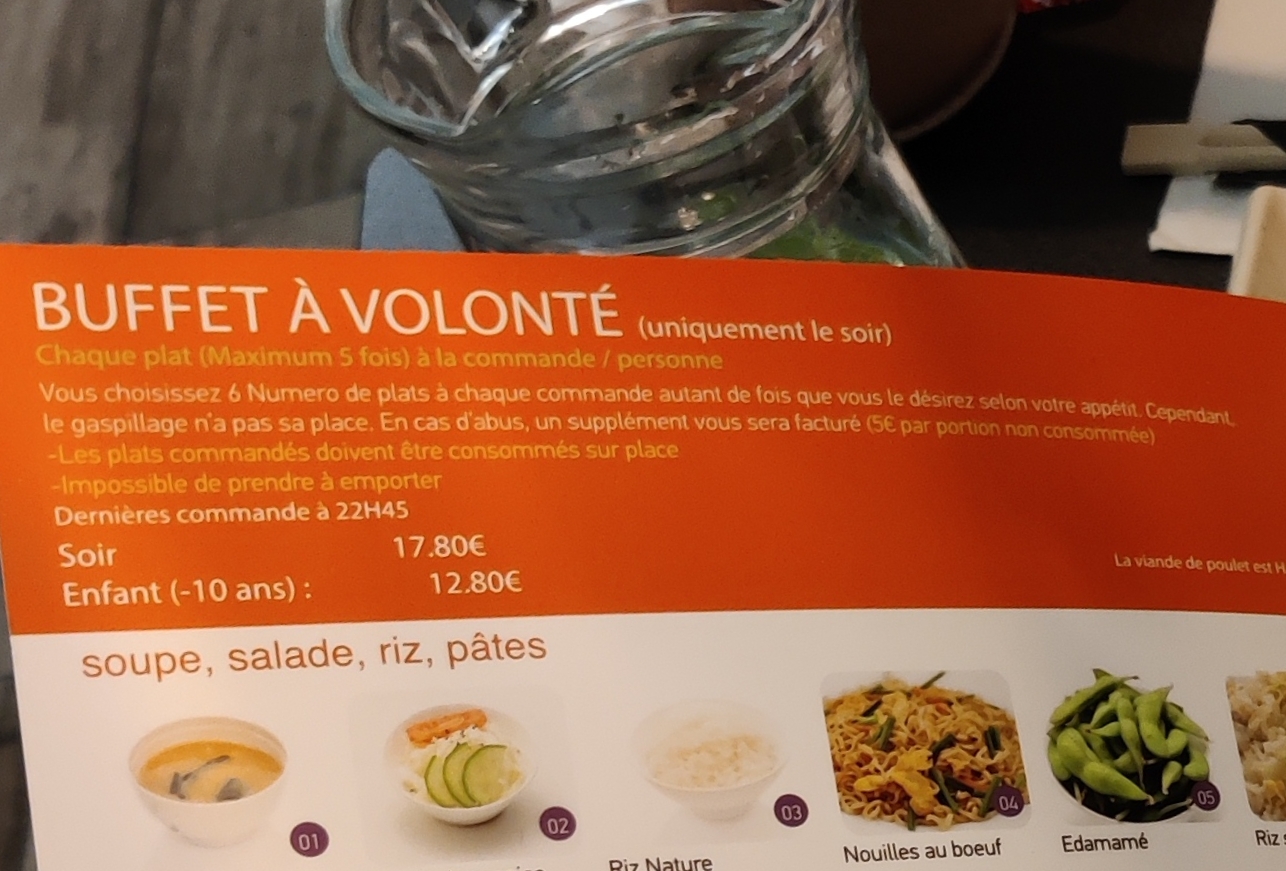 BUFFET À VOLONTÉ (uniquement le soir)
Chaque plat (Maximum 5 fois) à la commande / personne
Vous choisissez 6 Numero de plats à chaque commande autant de fois que vous le désirez selon votre appétit. Cependant,
le gaspillage n'a pas sa place. En cas d'abus, un supplément vous sera facturé (5€ par portion non consommée)
-Les plats commandés doivent être consommés sur place
-Impossible de prendre à emporter
Dernières commande à 22H45
Soir 17.80€
Enfant (-10 ans) : 12.80€
La viande de poulet est H
soupe, salade, riz, pâtes
01
02
03
04
05
Riz Nature
Nouilles au boeuf
Edamamé
Riz